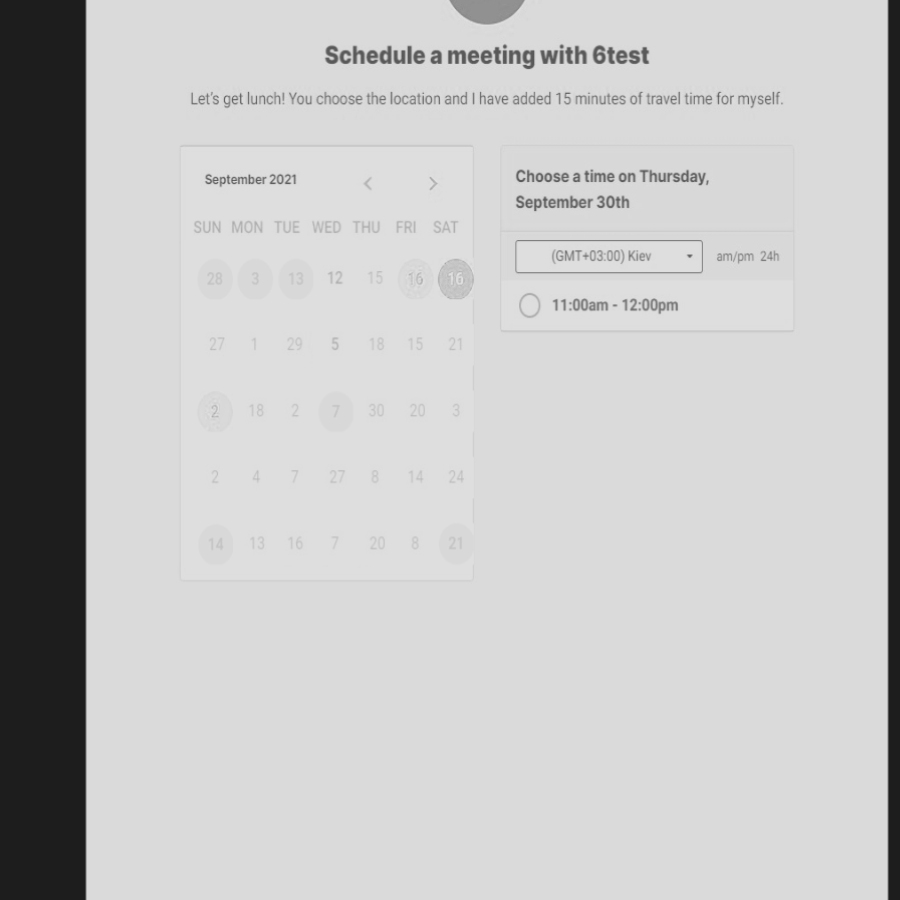 Schedule a meeting with 6test
Let's get lunch! You choose the location and I have added 15 minutes of travel time for myself.
September 2021
SUN MON TUE WED THU FRI SAT
28 3 13 12 15 16 16
27 1 29 5 18 15 21
2 18 2 7 30 20 3
2 4 7 27 8 14 24
14 13 16 7 20 8 21
Choose a time on Thursday,
September 30th
(GMT+03:00) Kiev am/pm 24h
11:00am - 12:00pm